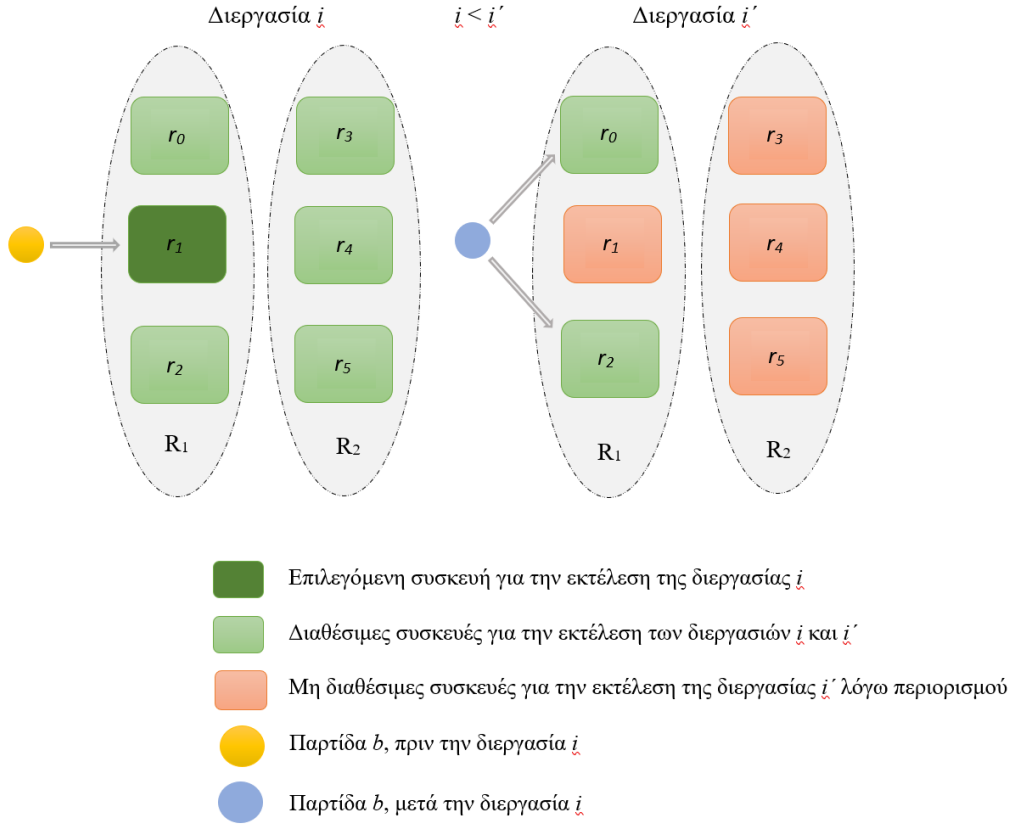 Διεργασία i i < i΄ Διεργασία i΄
r0 r3 r0 r3
r1 r4 r1 r4
r2 r5 r2 r5
R1 R2 R1 R2
Επιλεγόμενη συσκευή για την εκτέλεση της διεργασίας i
Διαθέσιμες συσκευές για την εκτέλεση των διεργασιών i και i΄
Μη διαθέσιμες συσκευές για την εκτέλεση της διεργασίας i΄ λόγω περιορισμού
Παρτίδα b, πριν την διεργασία i
Παρτίδα b, μετά την διεργασία i